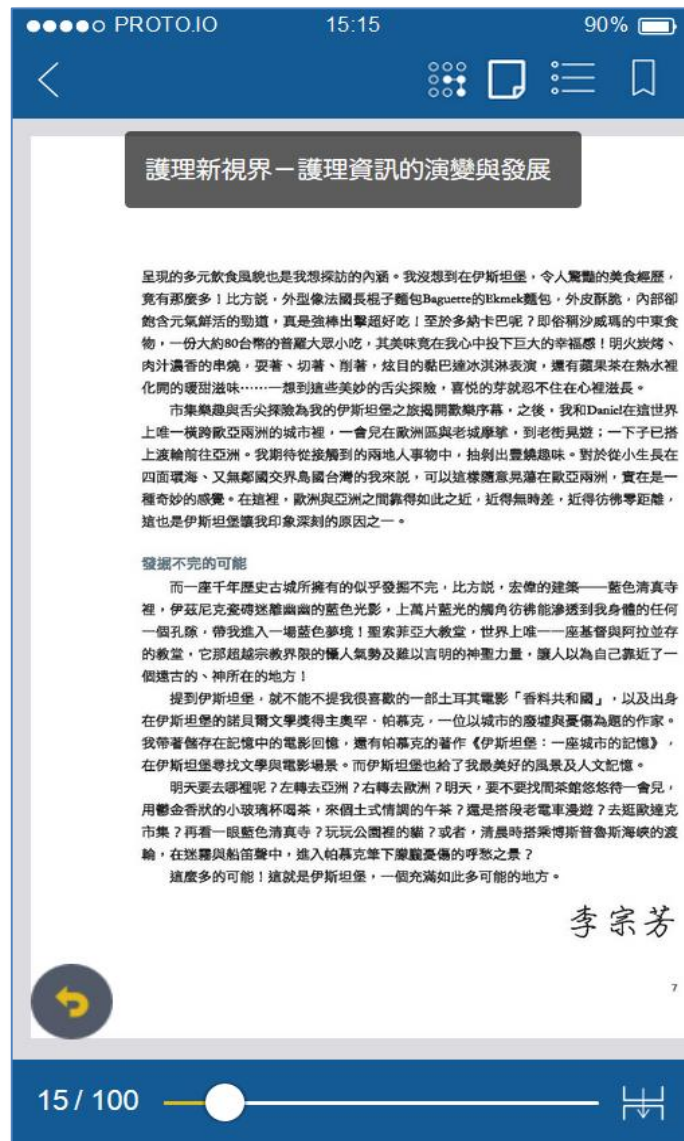 PROTO.IO 15:15 90%
護理新視界－護理資訊的演變與發展
呈現的多元飲食風貌也是我想探訪的內涵。我沒想到在伊斯坦堡，令人驚豔的美食經歷，
竟有那麼多！比方說，外型像法國長棍子麵包Baguette的Ekmek麵包，外皮酥脆，內部卻
飽含元氣鮮活的勁道，真是強棒出擊超好吃！至於多納卡巴呢？即俗稱沙威瑪的中東食
物，一份大約80台幣的普羅大眾小吃，其美味竟在我心中投下巨大的幸福感！明火炭烤、
肉汁濃香的串燒，耍著、切著、削著，炫目的黏巴達冰淇淋表演，還有蘋果茶在熱水裡
化開的暖甜滋味……一想到這些美妙的舌尖探險，喜悅的芽就忍不住在心裡滋長。
市集樂趣與舌尖探險為我的伊斯坦堡之旅揭開歡樂序幕，之後，我和Daniel在這世界
上唯一橫跨歐亞兩洲的城市裡，一會兒在歐洲區與老城摩挲，到老街晃遊；一下子已搭
上渡輪前往亞洲。我期待從接觸到的兩地人事物中，抽剝出豐饒趣味。對於從小生長在
四面環海、又無鄰國交界島國台灣的我來說，可以這樣隨意晃蕩在歐亞兩洲，實在是一
種奇妙的感覺。在這裡，歐洲與亞洲之間靠得如此之近，近得無時差，近得彷彿零距離，
這也是伊斯坦堡讓我印象深刻的原因之一。
發掘不完的可能
而一座千年歷史古城所擁有的似乎發掘不完，比方說，宏偉的建築——藍色清真寺
裡，伊茲尼克瓷磚迷離幽幽的藍色光影，上萬片藍光的觸角彷彿能滲透到我身體的任何
一個孔隙，帶我進入一場藍色夢境！聖索菲亞大教堂，世界上唯一一座基督與阿拉並存
的教堂，它那超越宗教界限的懾人氣勢及難以言明的神聖力量，讓人以為自己靠近了一
個遠古的、神所在的地方！
提到伊斯坦堡，就不能不提我很喜歡的一部土耳其電影「香料共和國」，以及出身
在伊斯坦堡的諾貝爾文學獎得主奧罕．帕慕克，一位以城市的廢墟與憂傷為題的作家。
我帶著儲存在記憶中的電影回憶，還有帕慕克的著作《伊斯坦堡：一座城市的記憶》，
在伊斯坦堡尋找文學與電影場景。而伊斯坦堡也給了我最美好的風景及人文記憶。
明天要去哪裡呢？左轉去亞洲？右轉去歐洲？明天，要不要找間茶館悠悠待一會兒，
用鬱金香狀的小玻璃杯喝茶，來個土式情調的午茶？還是搭段老電車漫遊？去逛歐達克
市集？再看一眼藍色清真寺？玩玩公園裡的貓？或者，清晨時搭乘博斯普魯斯海峽的渡
輪，在迷霧與船笛聲中，進入帕慕克筆下朦朧憂傷的呼愁之景？
這麼多的可能！這就是伊斯坦堡，一個充滿如此多可能的地方。
李宗芳
7
15 / 100